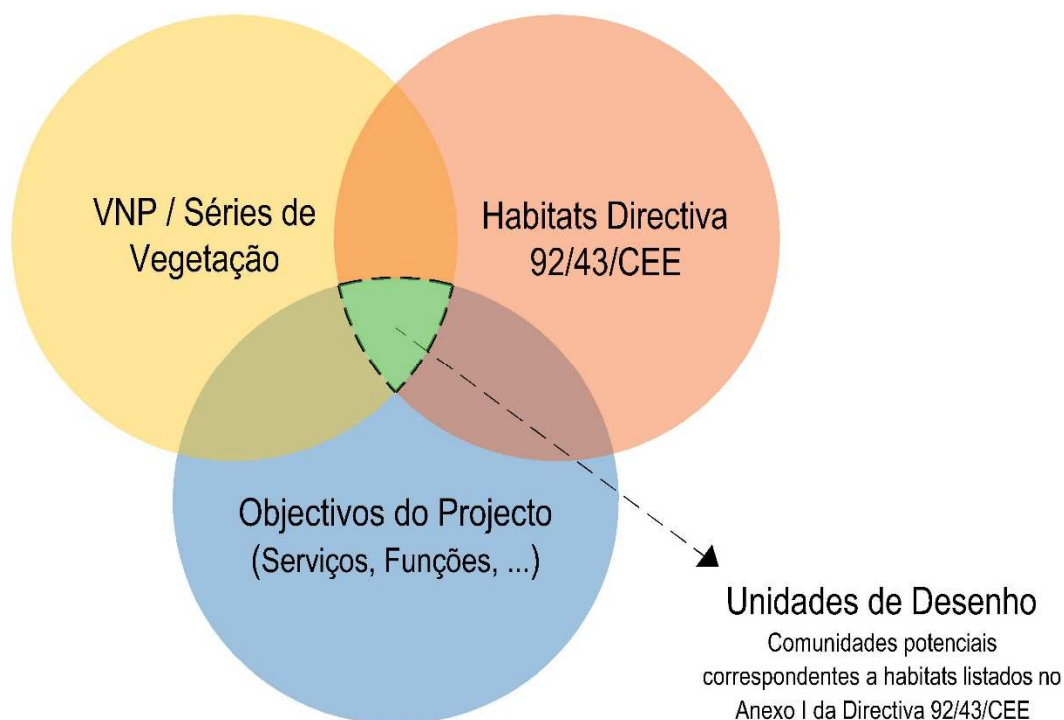 VNP / Séries de
Vegetação
Habitats Directiva
92/43/CEE
Objectivos do Projecto
(Serviços, Funções, ...)
Unidades de Desenho
Comunidades potenciais
correspondentes a habitats listados no
Anexo I da Directiva 92/43/CEE